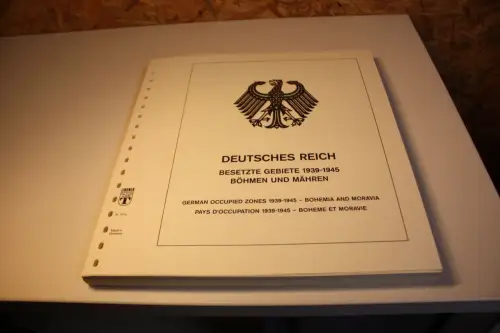 DEUTSCHES REICH
BESETZTE GEBIETE 1939-1945
BÖHMEN UND MÄHREN
GERMAN OCCUPIED ZONES 1939-1945 - BOHEMIA AND MORAVIA
PAYS D'OCCUPATION 1939-1945 - BOHEME ET MORAVIE
LINDNER